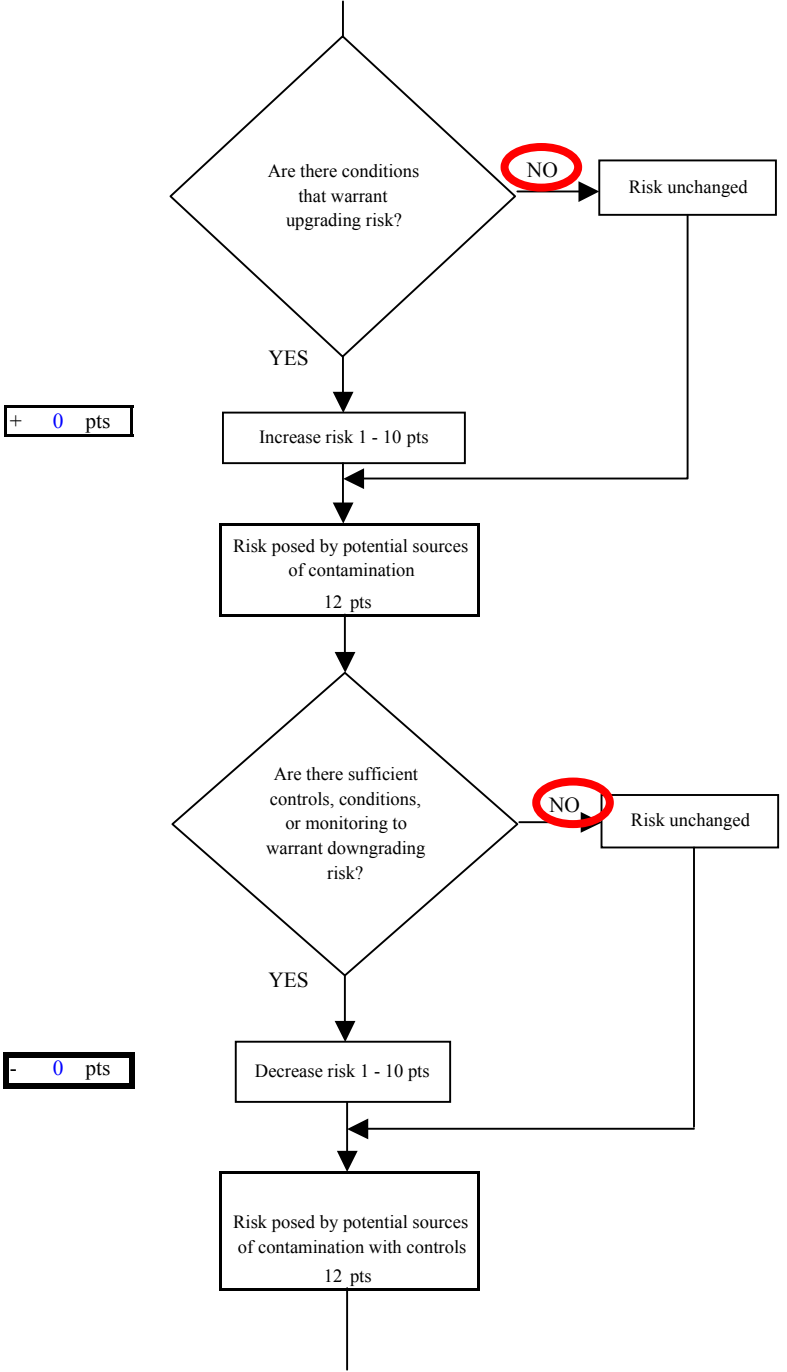 Are there conditions
that warrant
upgrading risk?
NO
Risk unchanged
YES
+ 0 pts
Increase risk 1 - 10 pts
Risk posed by potential sources
of contamination
12 pts
Are there sufficient
controls, conditions,
or monitoring to
warrant downgrading
risk?
NO
Risk unchanged
YES
- 0 pts
Decrease risk 1 - 10 pts
Risk posed by potential sources
of contamination with controls
12 pts